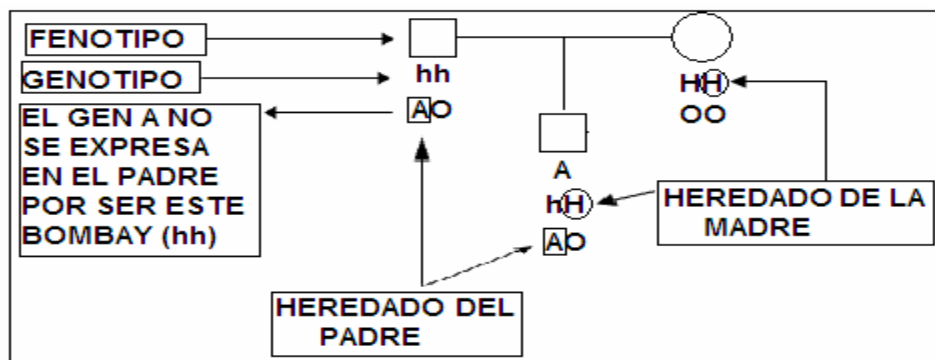 FENOTIPO
GENOTIPO
EL GEN A NO
SE EXPRESA
EN EL PADRE
POR SER ESTE
BOMBAY (hh)
hh
AO
HH
OO
A
hH
AO
HEREDADO DE LA
MADRE
HEREDADO DEL
PADRE